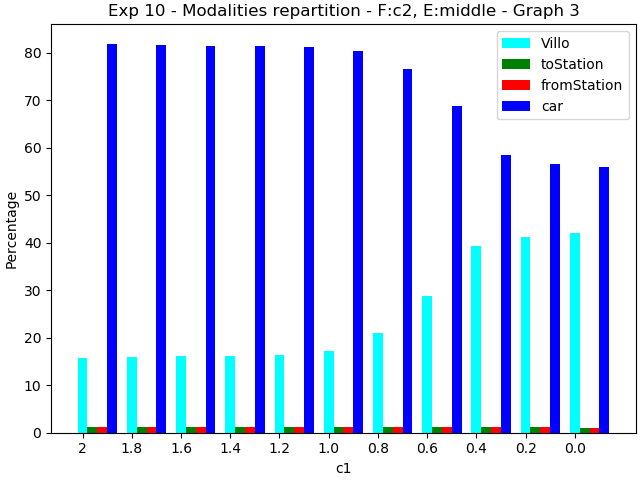 Exp 10 - Modalities repartition - F:c2, E:middle - Graph 3
Villo
toStation
fromStation
car
Percentage
80
70
60
50
40
30
20
10
0
2 1.8 1.6 1.4 1.2 1.0 0.8 0.6 0.4 0.2 0.0
c1